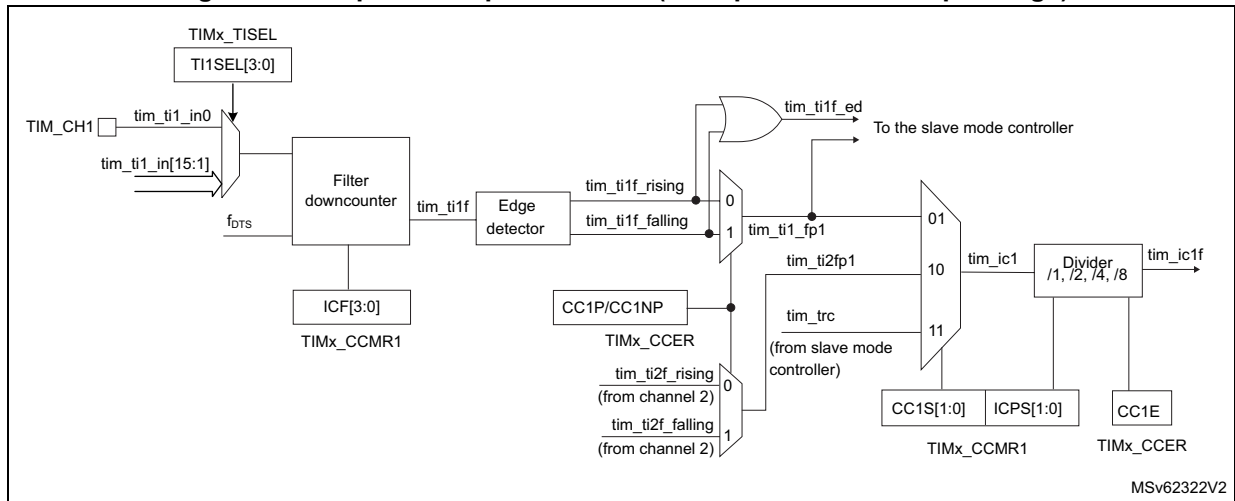 TIMx_TISEL
TI1SEL[3:0]
TIM_CH1
tim_ti1_in0
tim_ti1_in[15:1]
fDTS
Filter
downcounter
ICF[3:0]
TIMx_CCMR1
tim_ti1f
Edge
detector
tim_ti1f_rising
tim_ti1f_falling
0
1
tim_ti1f_ed
To the slave mode controller
tim_ti1_fp1
CC1P/CC1NP
TIMx_CCER
tim_ti2f_rising
(from channel 2)
tim_ti2f_falling
(from channel 2)
0
1
tim_ti2fp1
tim_trc
(from slave mode
controller)
01
10
11
tim_ic1
Divider
/1, /2, /4, /8
tim_ic1f
CC1S[1:0]
ICPS[1:0]
TIMx_CCMR1
CC1E
TIMx_CCER
MSv62322V2